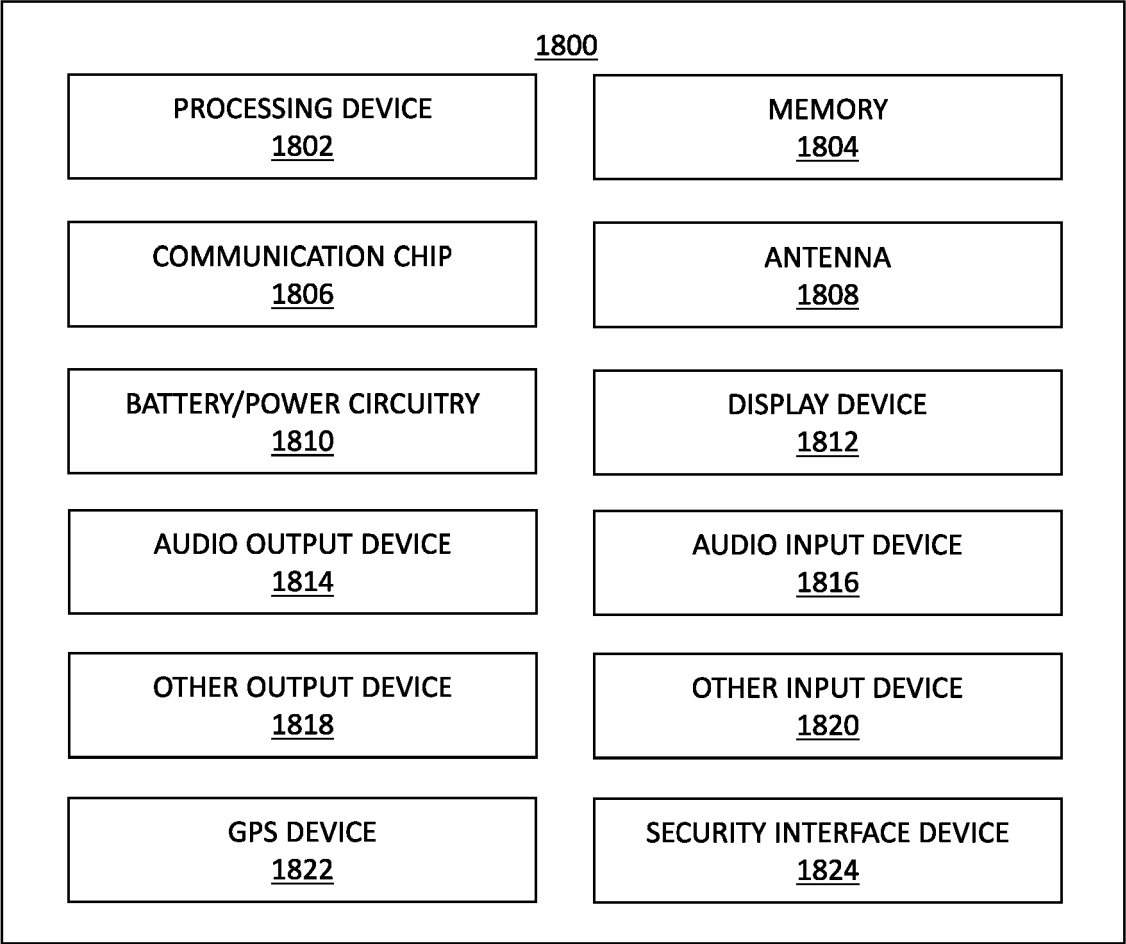 1800
PROCESSING DEVICE
1802
MEMORY
1804
COMMUNICATION CHIP
1806
ANTENNA
1808
BATTERY/POWER CIRCUITRY
1810
DISPLAY DEVICE
1812
AUDIO OUTPUT DEVICE
1814
AUDIO INPUT DEVICE
1816
OTHER OUTPUT DEVICE
1818
OTHER INPUT DEVICE
1820
GPS DEVICE
1822
SECURITY INTERFACE DEVICE
1824